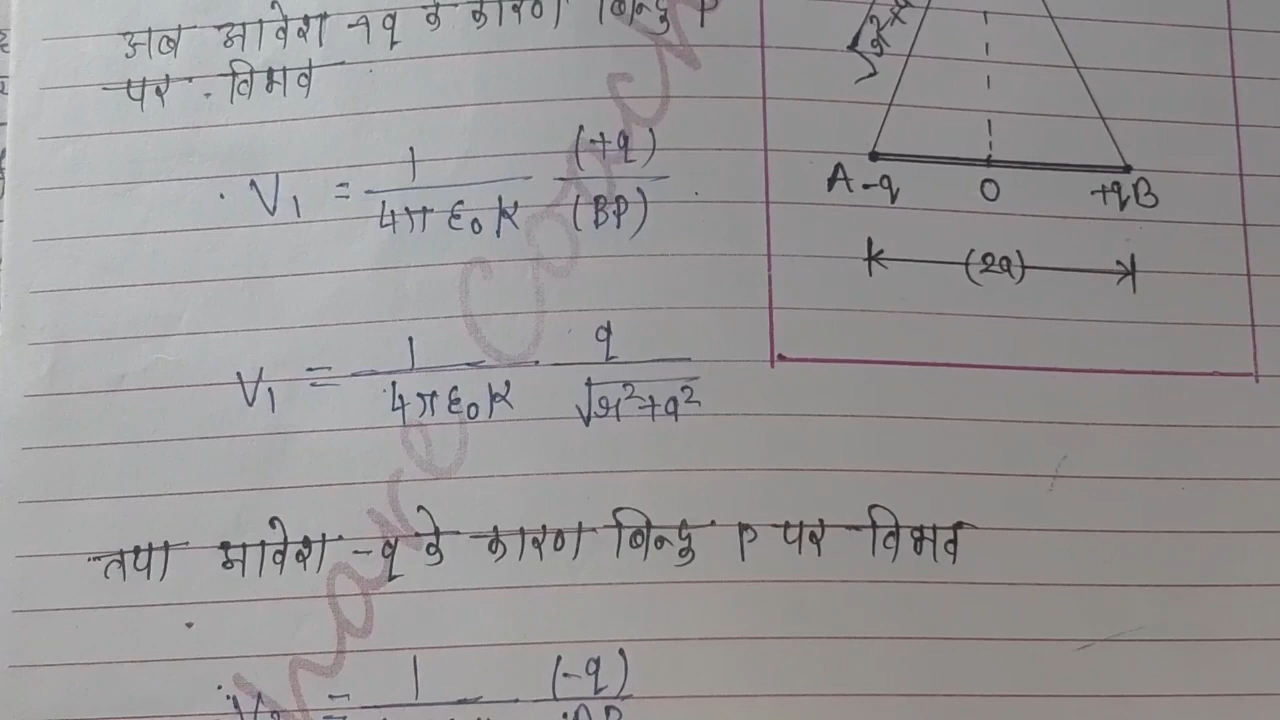 अब आवेश +q के कारण बिन्दु P
पर विभव
V₁ = 1/(4πε₀K) (+q)/(BP)
V₁ = 1/(4πε₀K) q/√(r²+a²)
तथा आवेश -q के कारण बिन्दु P पर विभव
= 1 (-q)
A -q O +q B
(2a)